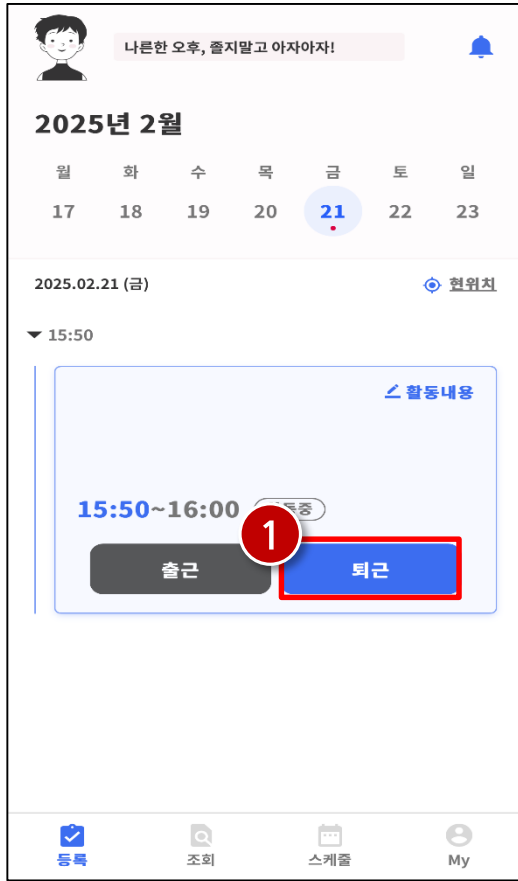 나른한 오후, 졸지말고 아자아자!
2025년 2월
월 화 수 목 금 토 일
17 18 19 20 21 22 23
2025.02.21 (금) 현위치
15:50
활동내용
15:50~16:00
1
출근 퇴근
등록 조회 스케줄 My